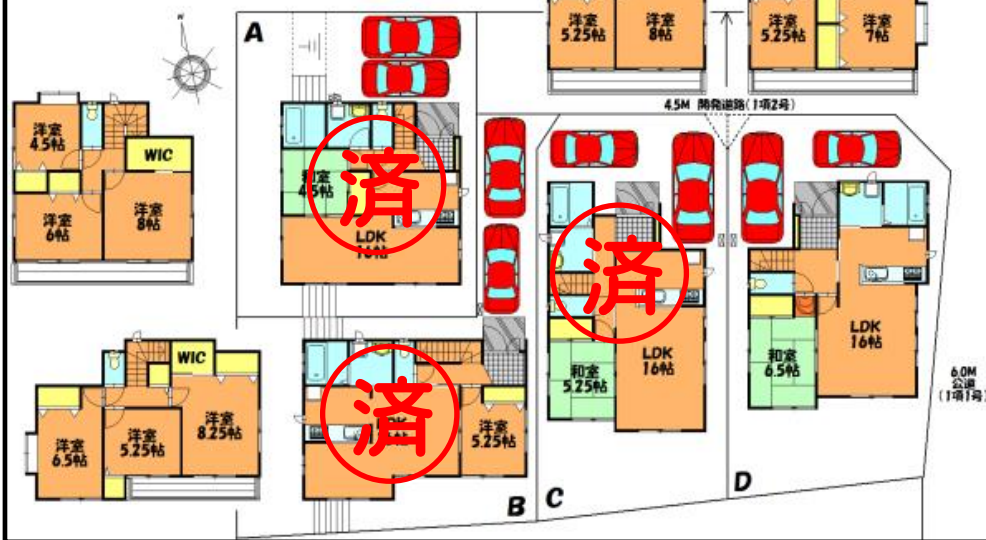 A
N
洋室
5.25帖
洋室
8帖
洋室
5.25帖
洋室
7帖
4.5M 開発道路(1項2号)
洋室
4.5帖
WIC
洋室
6帖
洋室
8帖
和室
4.5帖
済
LDK
16帖
済
和室
5.25帖
LDK
16帖
和室
6.5帖
LDK
16帖
6.0M
公道
(1項1号)
WIC
洋室
6.5帖
洋室
5.25帖
洋室
8.25帖
済
洋室
5.25帖
B
C
D